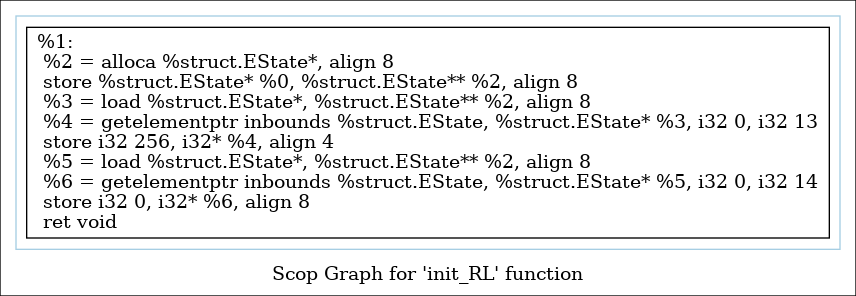 %1:
%2 = alloca %struct.EState*, align 8
store %struct.EState* %0, %struct.EState** %2, align 8
%3 = load %struct.EState*, %struct.EState** %2, align 8
%4 = getelementptr inbounds %struct.EState, %struct.EState* %3, i32 0, i32 13
store i32 256, i32* %4, align 4
%5 = load %struct.EState*, %struct.EState** %2, align 8
%6 = getelementptr inbounds %struct.EState, %struct.EState* %5, i32 0, i32 14
store i32 0, i32* %6, align 8
ret void
Scop Graph for 'init_RL' function